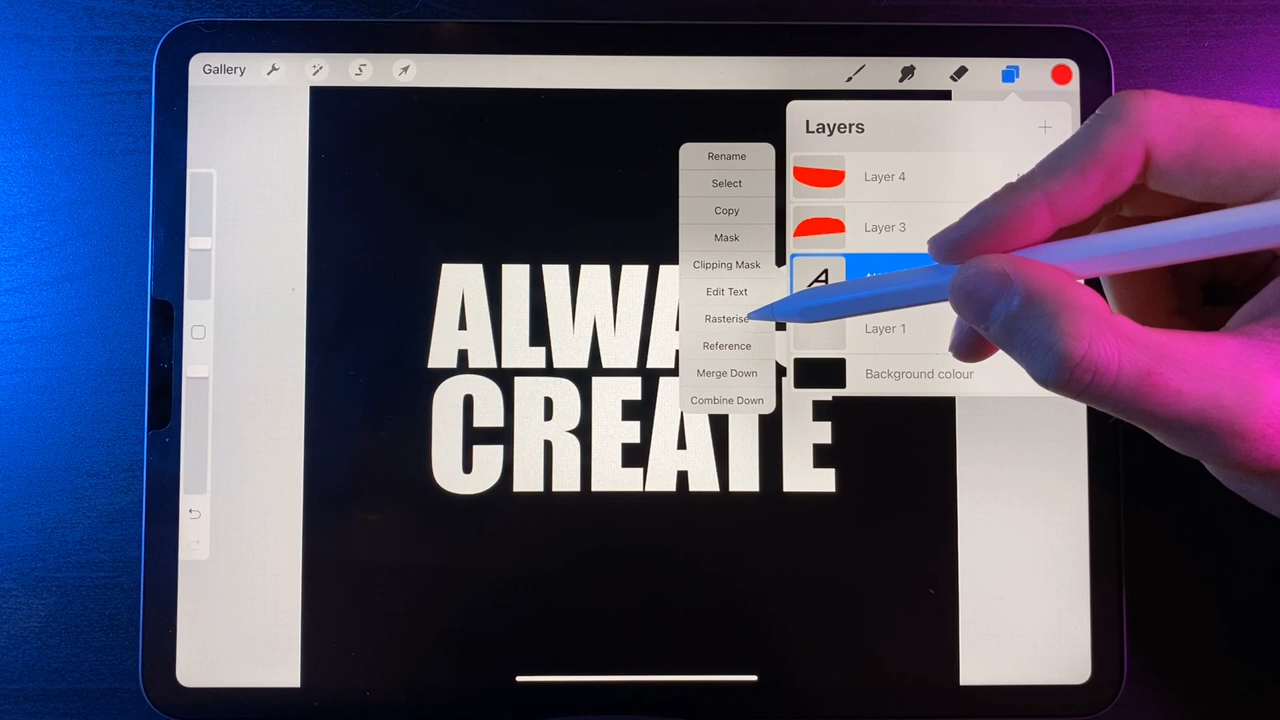 Gallery
Layers
Rename
Select
Copy
Mask
Clipping Mask
Edit Text
Rasterise
Reference
Merge Down
Combine Down
Layer 4
Layer 3
A
Layer 1
Background colour
ALWA
CREATE